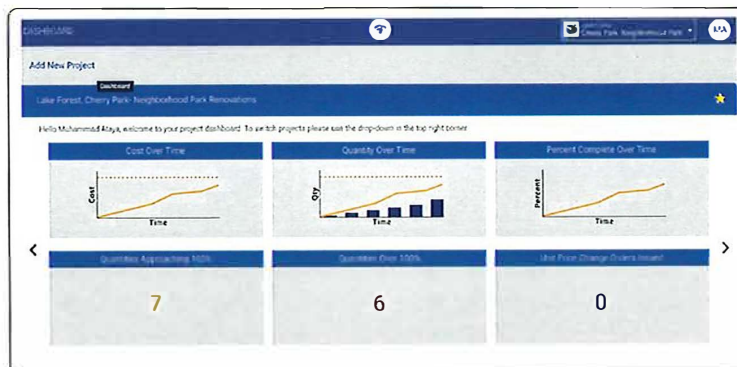 DASHBOARD
Cherry Park, Neighborhood Park
MA
Add New Project
Dashboard
Lake Forest, Cherry Park- Neighborhood Park Renovations
Hello Muhammad Ataya, welcome to your project dashboard. To switch projects please use the drop-down in the top right corner
Cost Over Time
Quantity Over Time
Percent Complete Over Time
Cost
Time
Qty
Time
Percent
Time
Quantities Approaching 100%
Quantities Over 100%
Unit Price Change Orders Issued
7
6
0